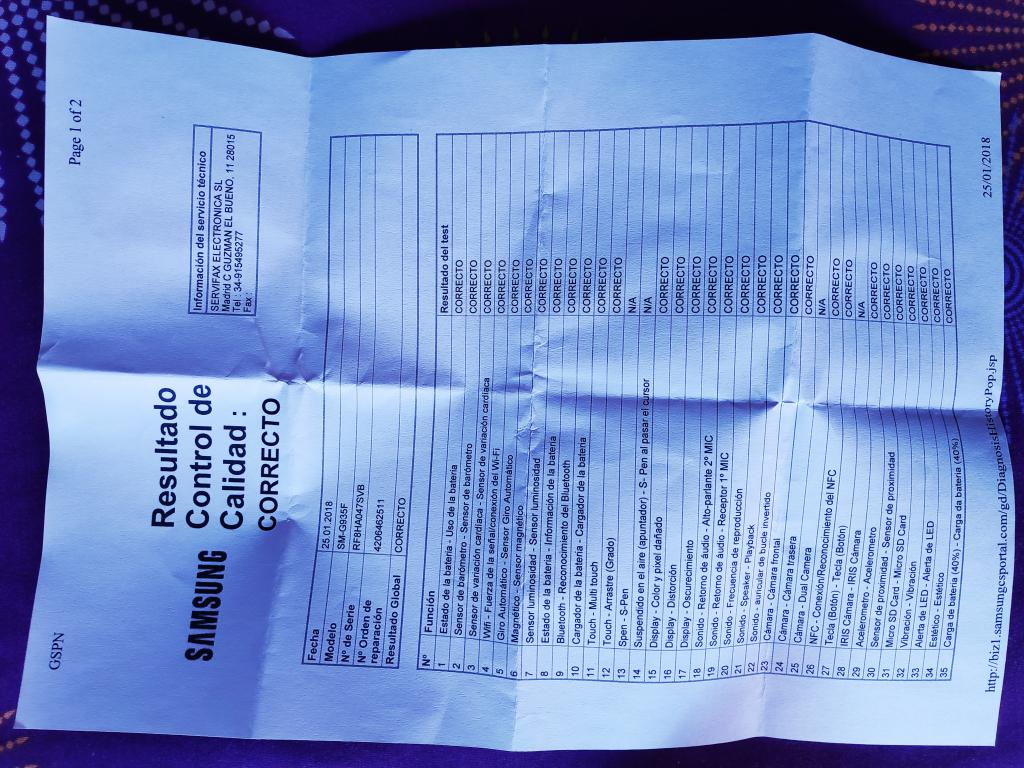 GSPN
Page 1 of 2
SAMSUNG
Resultado
Control de
Calidad :
CORRECTO
Información del servicio técnico
SERVIFAX ELECTRONICA SL
Madrid C GUZMAN EL BUENO, 11 28015
Tel : 34-915495277
Fax :
Fecha 25.01.2018
Modelo SM-G935F
Nº de Serie RF8HA047SVB
Nº Orden de
reparación 4206462511
Resultado Global CORRECTO
Nº Función Resultado del test
1 Estado de la bateria - Uso de la bateria CORRECTO
2 Sensor de barómetro - Sensor de barómetro CORRECTO
3 Sensor de variación cardiaca - Sensor de variación cardiaca CORRECTO
4 Wifi - Fuerza de la señal/conexión del Wi-Fi CORRECTO
5 Giro Automático - Sensor Giro Automático CORRECTO
6 Magnético - Sensor magnético CORRECTO
7 Sensor luminosidad - Sensor luminosidad CORRECTO
8 Estado de la bateria - Información de la bateria CORRECTO
9 Bluetooth - Reconocimiento del Bluetooth CORRECTO
10 Cargador de la bateria - Cargador de la bateria CORRECTO
11 Touch - Multi touch CORRECTO
12 Touch - Arrastre (Grado) CORRECTO
13 Spen - S-Pen N/A
14 Suspendido en el aire (apuntador) - S- Pen al pasar el cursor N/A
15 Display - Color y pixel dañado CORRECTO
16 Display - Distorción CORRECTO
17 Display - Oscurecimiento CORRECTO
18 Sonido - Retorno de áudio - Alto-parlante 2º MIC CORRECTO
19 Sonido - Retorno de áudio - Receptor 1º MIC CORRECTO
20 Sonido - Frecuencia de reproducción CORRECTO
21 Sonido - Speaker - Playback CORRECTO
22 Sonido - auricular de bucle invertido CORRECTO
23 Cámara - Cámara frontal CORRECTO
24 Cámara - Cámara trasera CORRECTO
25 Cámara - Dual Camera N/A
26 NFC - Conexión/Reconocimiento del NFC CORRECTO
27 Tecla (Botón) - Tecla (Botón) CORRECTO
28 IRIS Cámara - IRIS Cámara N/A
29 Acelerometro - Acelerometro CORRECTO
30 Sensor de proximidad - Sensor de proximidad CORRECTO
31 Micro SD Card - Micro SD Card CORRECTO
32 Vibración - Vibración CORRECTO
33 Alerta de LED - Alerta de LED CORRECTO
34 Estético - Estético CORRECTO
35 Carga de bateria (40%) - Carga da bateria (40%) CORRECTO
http://biz1.samsungcsportal.com/gd/DiagnosisHistoryPop.jsp
25/01/2018